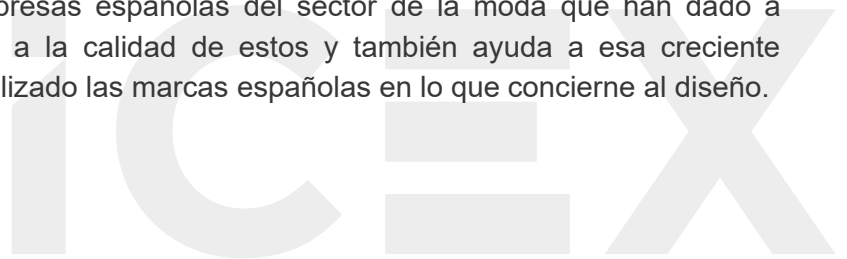 presas españolas del sector de la moda que han dado a
a la calidad de estos y también ayuda a esa creciente
lizado las marcas españolas en lo que concierne al diseño.
ICEX